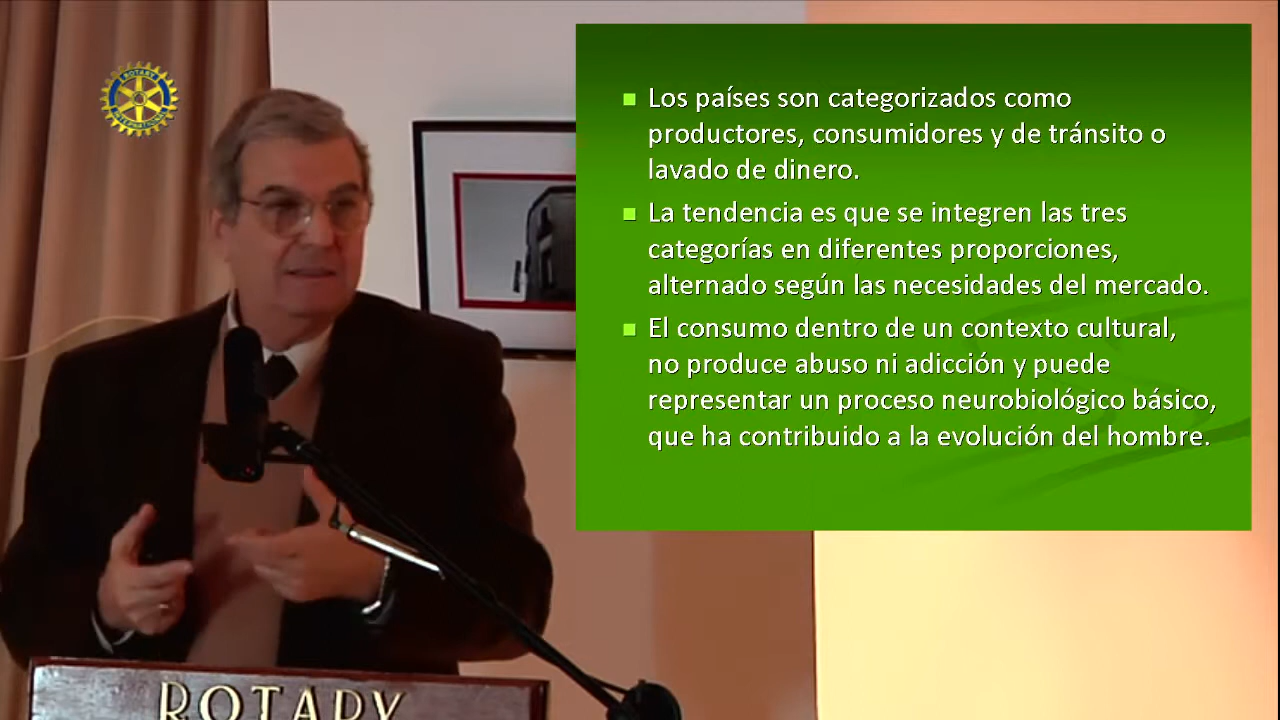 ROTARY
INTERNATIONAL
Los países son categorizados como
productores, consumidores y de tránsito o
lavado de dinero.
La tendencia es que se integren las tres
categorías en diferentes proporciones,
alternado según las necesidades del mercado.
El consumo dentro de un contexto cultural,
no produce abuso ni adicción y puede
representar un proceso neurobiológico básico,
que ha contribuido a la evolución del hombre.
ROTARY